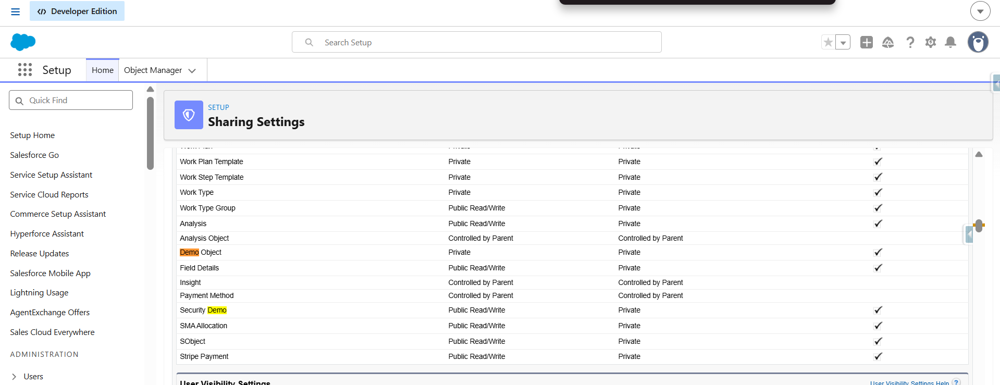 Developer Edition
Search Setup
Setup
Home
Object Manager
Quick Find
Setup Home
Salesforce Go
Service Setup Assistant
Service Cloud Reports
Commerce Setup Assistant
Hyperforce Assistant
Release Updates
Salesforce Mobile App
Lightning Usage
AgentExchange Offers
Sales Cloud Everywhere
ADMINISTRATION
Users
SETUP
Sharing Settings
Work Plan Template Private Private
Work Step Template Private Private
Work Type Private Private
Work Type Group Public Read/Write Private
Analysis Public Read/Write Private
Analysis Object Controlled by Parent Controlled by Parent
Demo Object Private Private
Field Details Public Read/Write Private
Insight Controlled by Parent Controlled by Parent
Payment Method Controlled by Parent Controlled by Parent
Security Demo Public Read/Write Private
SMA Allocation Public Read/Write Private
SObject Public Read/Write Private
Stripe Payment Public Read/Write Private
User Visibility Settings User Visibility Settings Help ?